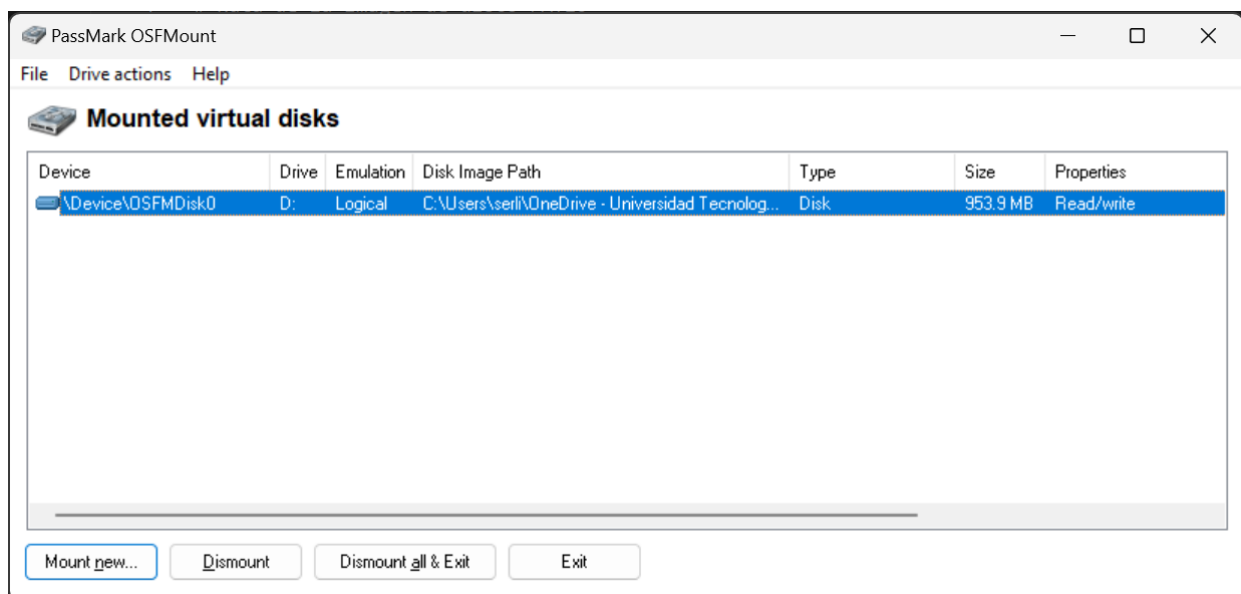 PassMark OSFMount
File Drive actions Help
Mounted virtual disks
Device Drive Emulation Disk Image Path Type Size Properties
\Device\OSFMDisk0 D: Logical C:\Users\serli\OneDrive - Universidad Tecnolog... Disk 953.9 MB Read/write
Mount new... Dismount Dismount all & Exit Exit